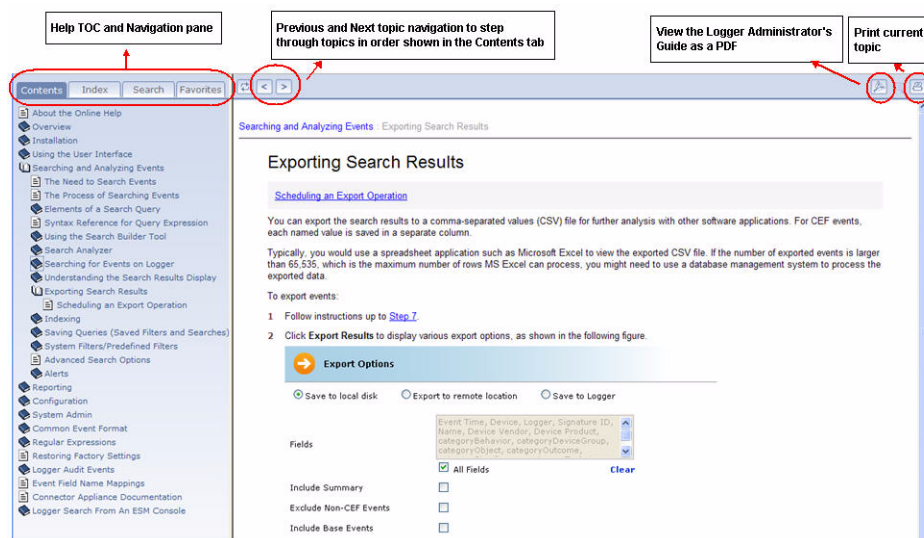 Help TOC and Navigation pane
Previous and Next topic navigation to step
through topics in order shown in the Contents tab
View the Logger Administrator's
Guide as a PDF
Print current
topic
Contents Index Search Favorites
About the Online Help
Overview
Installation
Using the User Interface
Searching and Analyzing Events
The Need to Search Events
The Process of Searching Events
Elements of a Search Query
Syntax Reference for Query Expression
Using the Search Builder Tool
Search Analyzer
Searching for Events on Logger
Understanding the Search Results Display
Exporting Search Results
Scheduling an Export Operation
Indexing
Saving Queries (Saved Filters and Searches)
System Filters/Predefined Filters
Advanced Search Options
Alerts
Reporting
Configuration
System Admin
Common Event Format
Regular Expressions
Restoring Factory Settings
Logger Audit Events
Event Field Name Mappings
Connector Appliance Documentation
Logger Search From An ESM Console
Searching and Analyzing Events : Exporting Search Results
Exporting Search Results
Scheduling an Export Operation
You can export the search results to a comma-separated values (CSV) file for further analysis with other software applications. For CEF events,
each named value is saved in a separate column.
Typically, you would use a spreadsheet application such as Microsoft Excel to view the exported CSV file. If the number of exported events is larger
than 65,535, which is the maximum number of rows MS Excel can process, you might need to use a database management system to process the
exported data.
To export events:
1 Follow instructions up to Step 7.
2 Click Export Results to display various export options, as shown in the following figure.
Export Options
Save to local disk Export to remote location Save to Logger
Fields
Event Time, Device, Logger, Signature ID,
Name, Device Vendor, Device Product,
categoryBehavior, categoryDeviceGroup,
categoryObject, categoryOutcome,
All Fields Clear
Include Summary
Exclude Non-CEF Events
Include Base Events